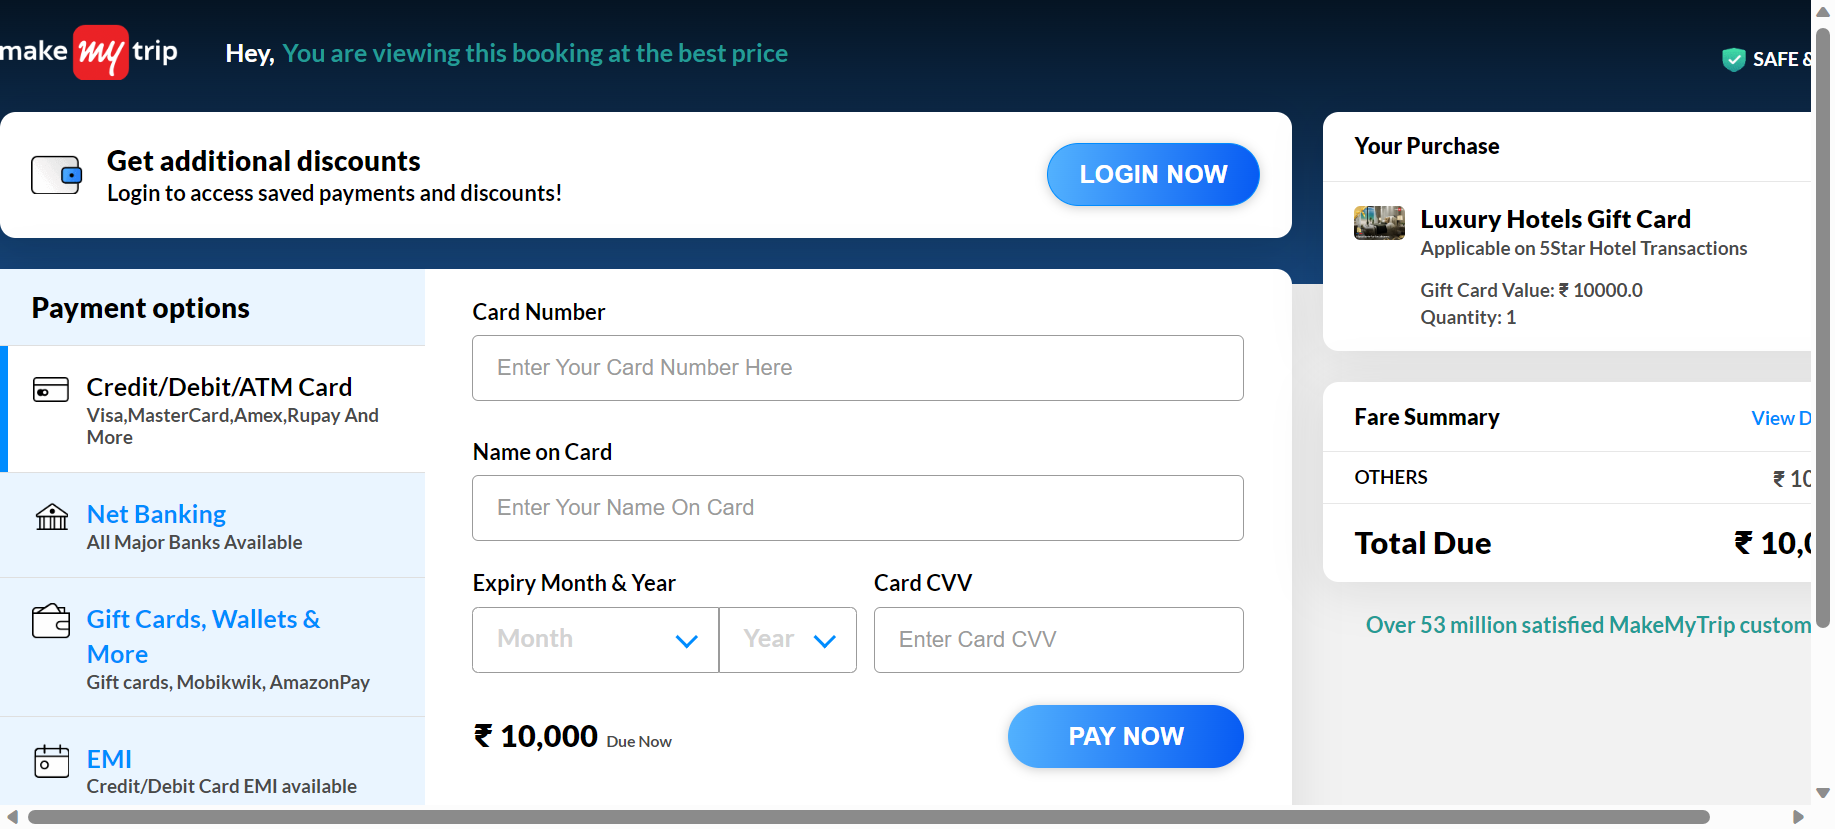 make my trip
Hey, You are viewing this booking at the best price
SAFE &
Get additional discounts
Login to access saved payments and discounts!
LOGIN NOW
Payment options
Credit/Debit/ATM Card
Visa,MasterCard,Amex,Rupay And
More
Net Banking
All Major Banks Available
Gift Cards, Wallets &
More
Gift cards, Mobikwik, AmazonPay
EMI
Credit/Debit Card EMI available
Card Number
Enter Your Card Number Here
Name on Card
Enter Your Name On Card
Expiry Month & Year
Month
Year
Card CVV
Enter Card CVV
₹ 10,000 Due Now
PAY NOW
Your Purchase
Luxury Hotels Gift Card
Applicable on 5Star Hotel Transactions
Gift Card Value: ₹ 10000.0
Quantity: 1
Fare Summary
View D
OTHERS
₹ 10
Total Due
₹ 10,0
Over 53 million satisfied MakeMyTrip custom